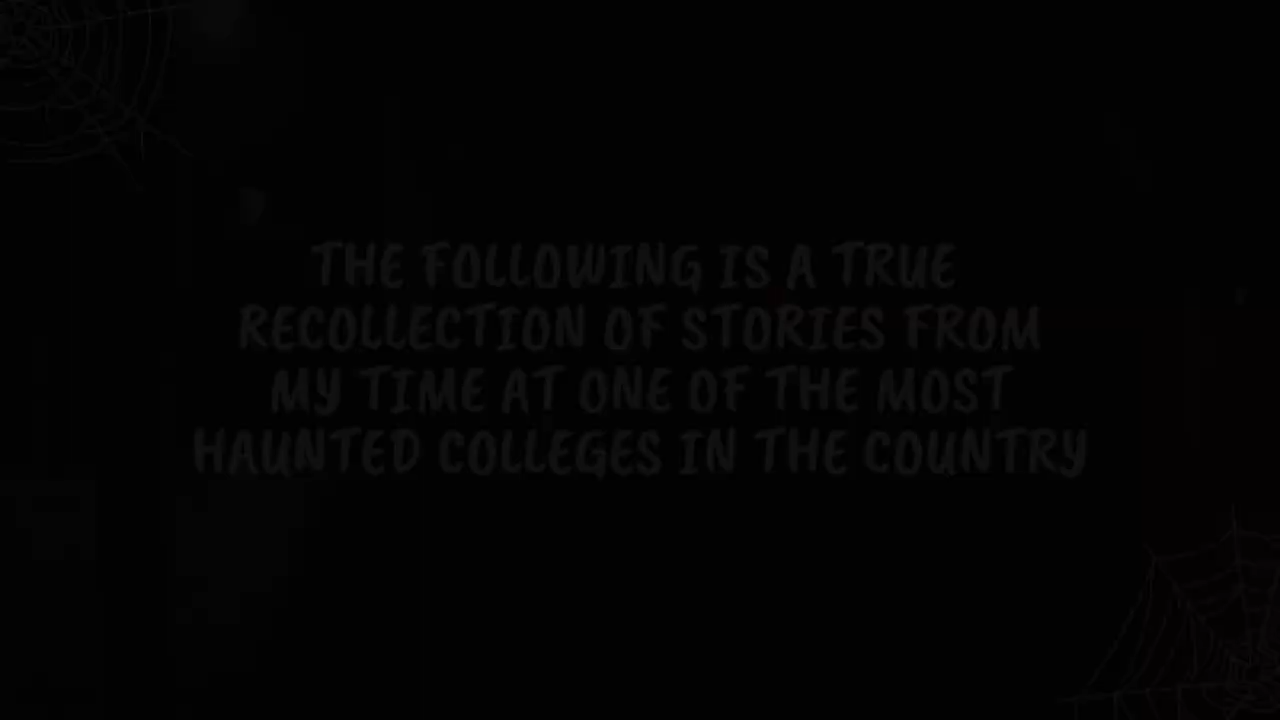 THE FOLLOWING IS A TRUE
RECOLLECTION OF STORIES FROM
MY TIME AT ONE OF THE MOST
HAUNTED COLLEGES IN THE COUNTRY